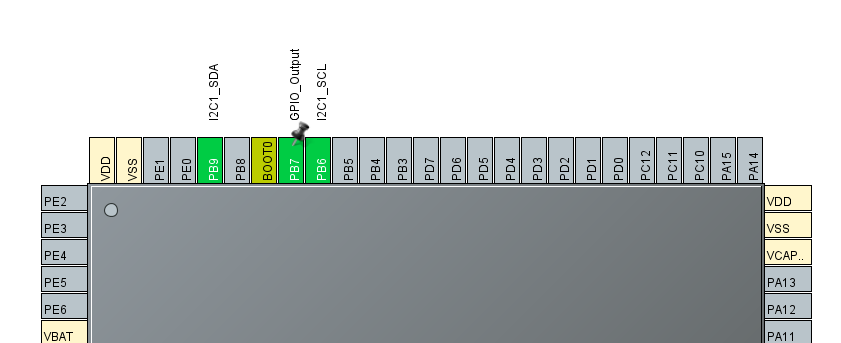 I2C1_SDA
GPIO_Output
I2C1_SCL
VDD
VSS
PE1
PE0
PB9
PB8
BOOT0
PB7
PB6
PB5
PB4
PB3
PD7
PD6
PD5
PD4
PD3
PD2
PD1
PD0
PC12
PC11
PC10
PA15
PA14
PE2
PE3
PE4
PE5
PE6
VBAT
VDD
VSS
VCAP..
PA13
PA12
PA11